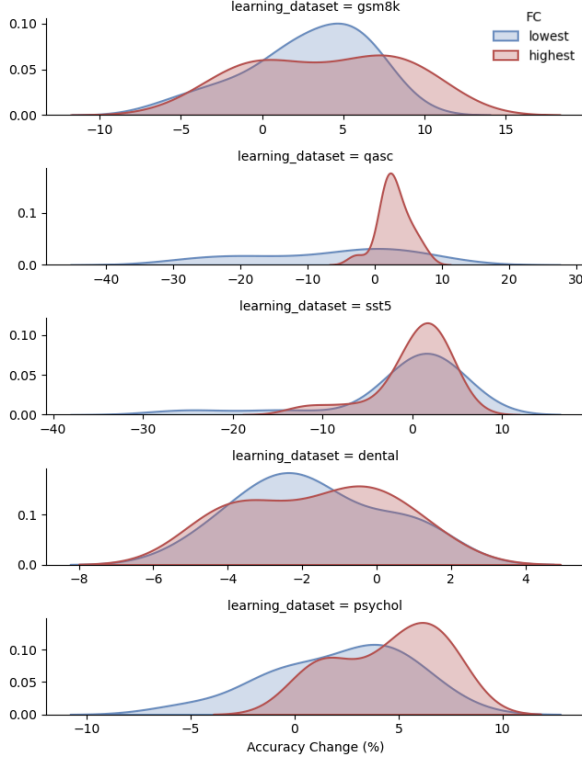 learning_dataset = gsm8k
FC
lowest
highest
0.10
0.05
0.00
−10 −5 0 5 10 15
learning_dataset = qasc
0.1
0.0
−40 −30 −20 −10 0 10 20 30
learning_dataset = sst5
0.10
0.05
0.00
−40 −30 −20 −10 0 10
learning_dataset = dental
0.1
0.0
−8 −6 −4 −2 0 2 4
learning_dataset = psychol
0.10
0.05
0.00
−10 −5 0 5 10
Accuracy Change (%)